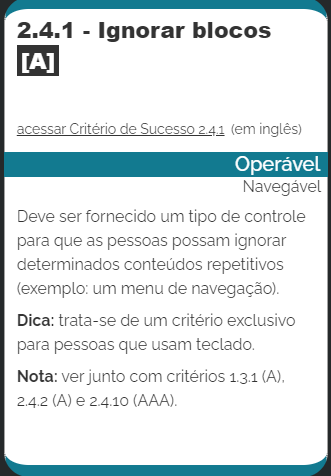 2.4.1 - Ignorar blocos
[A]
acessar Critério de Sucesso 2.4.1 (em inglês)
Operável
Navegável
Deve ser fornecido um tipo de controle
para que as pessoas possam ignorar
determinados conteúdos repetitivos
(exemplo: um menu de navegação).
Dica: trata-se de um critério exclusivo
para pessoas que usam teclado.
Nota: ver junto com critérios 1.3.1 (A),
2.4.2 (A) e 2.4.10 (AAA).